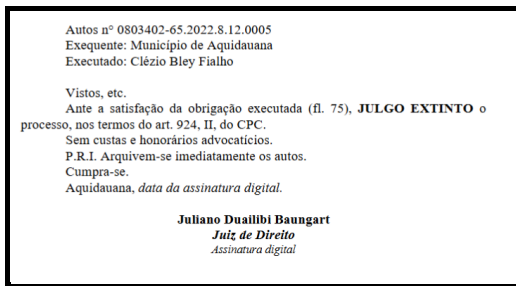 Autos n° 0803402-65.2022.8.12.0005
Exequente: Município de Aquidauana
Executado: Clézio Bley Fialho
Vistos, etc.
Ante a satisfação da obrigação executada (fl. 75), JULGO EXTINTO o
processo, nos termos do art. 924, II, do CPC.
Sem custas e honorários advocatícios.
P.R.I. Arquivem-se imediatamente os autos.
Cumpra-se.
Aquidauana, data da assinatura digital.
Juliano Duailibi Baungart
Juiz de Direito
Assinatura digital